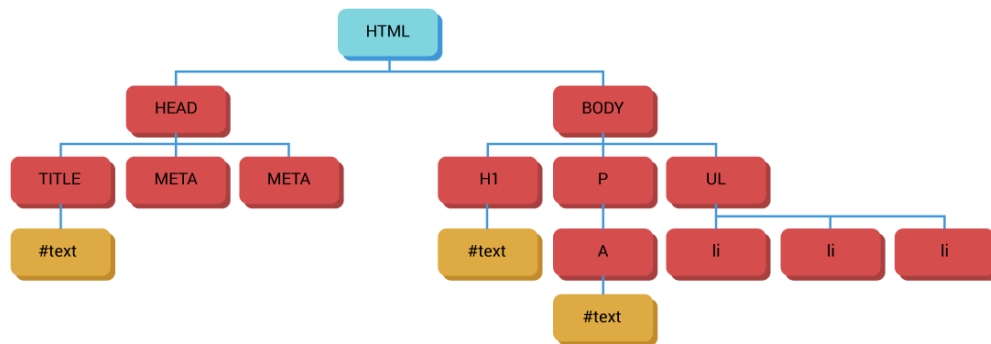 HTML
HEAD
BODY
TITLE
META
META
H1
P
UL
#text
#text
A
li
li
li
#text